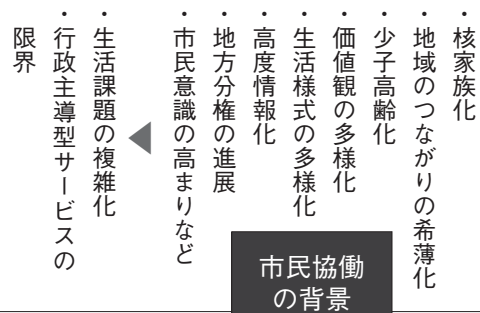 市民協働
の背景
・核家族化
・地域のつながりの希薄化
・少子高齢化
・価値観の多様化
・生活様式の多様化
・高度情報化
・地方分権の進展
・市民意識の高まりなど
・生活課題の複雑化
・行政主導型サービスの
限界